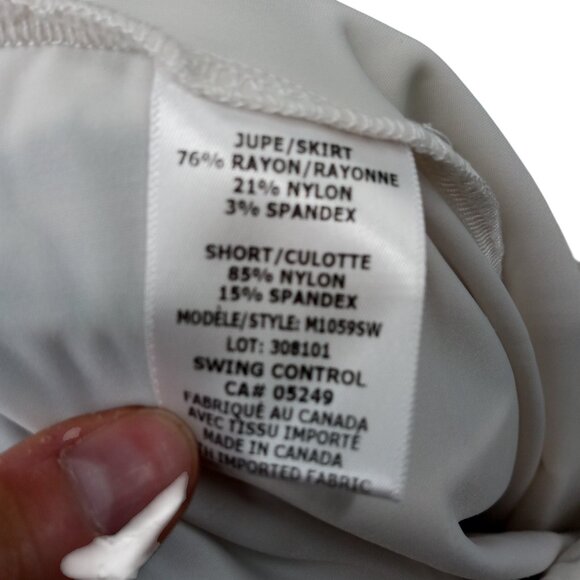 JUPE/SKIRT
76% RAYON/RAYONNE
21% NYLON
3% SPANDEX
SHORT/CULOTTE
85% NYLON
15% SPANDEX
MODÈLE/STYLE: M1059SW
LOT: 308101
SWING CONTROL
CA# 05249
FABRIQUÉ AU CANADA
AVEC TISSU IMPORTÉ
MADE IN CANADA
IMPORTED FABRIC